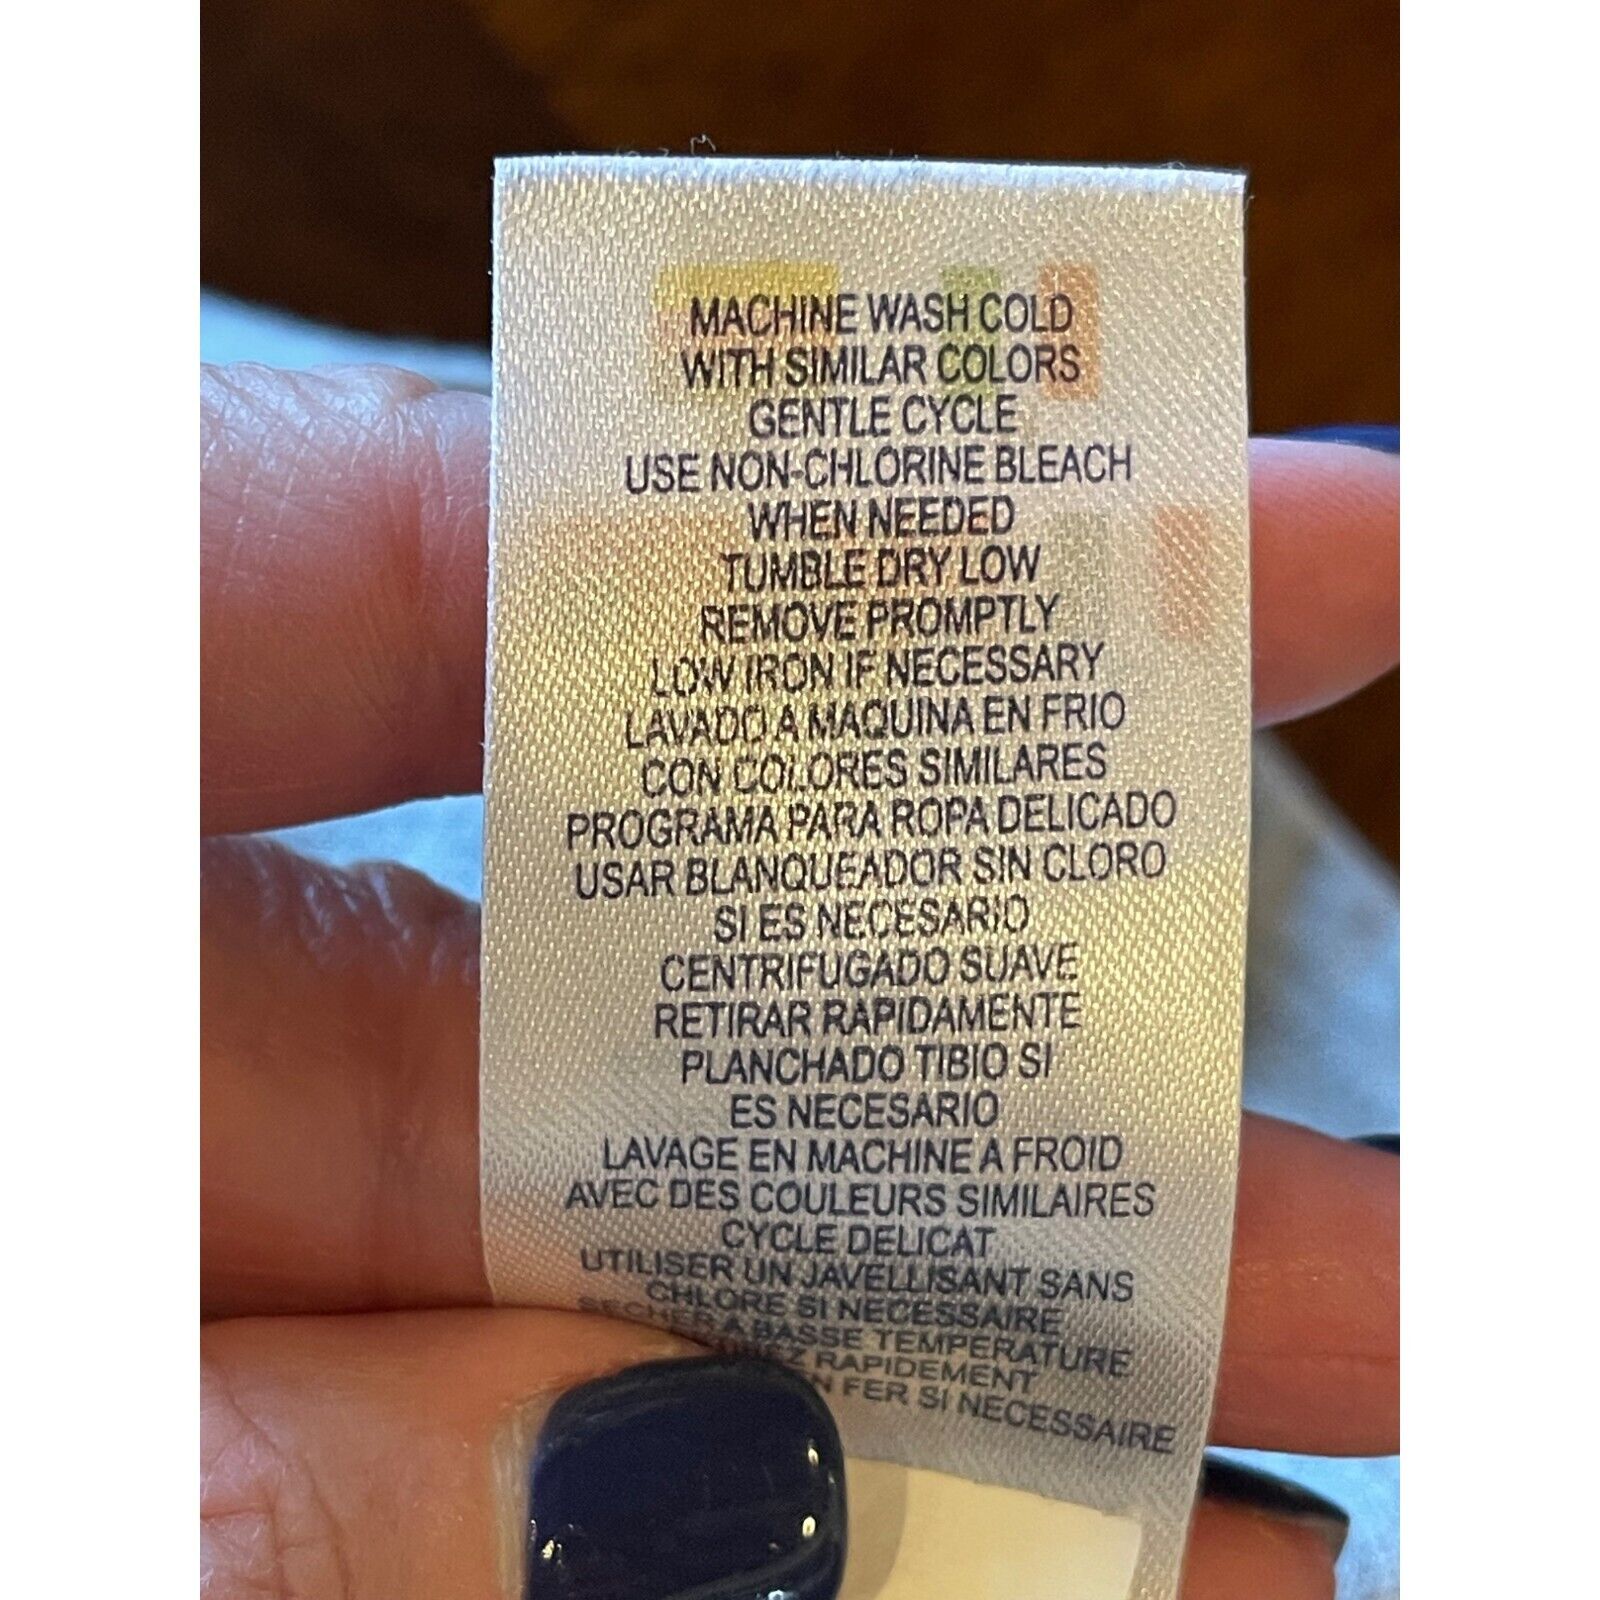 MACHINE WASH COLD
WITH SIMILAR COLORS
GENTLE CYCLE
USE NON-CHLORINE BLEACH
WHEN NEEDED
TUMBLE DRY LOW
REMOVE PROMPTLY
LOW IRON IF NECESSARY
LAVADO A MAQUINA EN FRIO
CON COLORES SIMILARES
PROGRAMA PARA ROPA DELICADO
USAR BLANQUEADOR SIN CLORO
SI ES NECESARIO
CENTRIFUGADO SUAVE
RETIRAR RAPIDAMENTE
PLANCHADO TIBIO SI
ES NECESARIO
LAVAGE EN MACHINE A FROID
AVEC DES COULEURS SIMILAIRES
CYCLE DELICAT
UTILISER UN JAVELLISANT SANS
CHLORE SI NECESSAIRE
SECHER A BASSE TEMPERATURE
RAPIDEMENT
FER SI NECESSAIRE